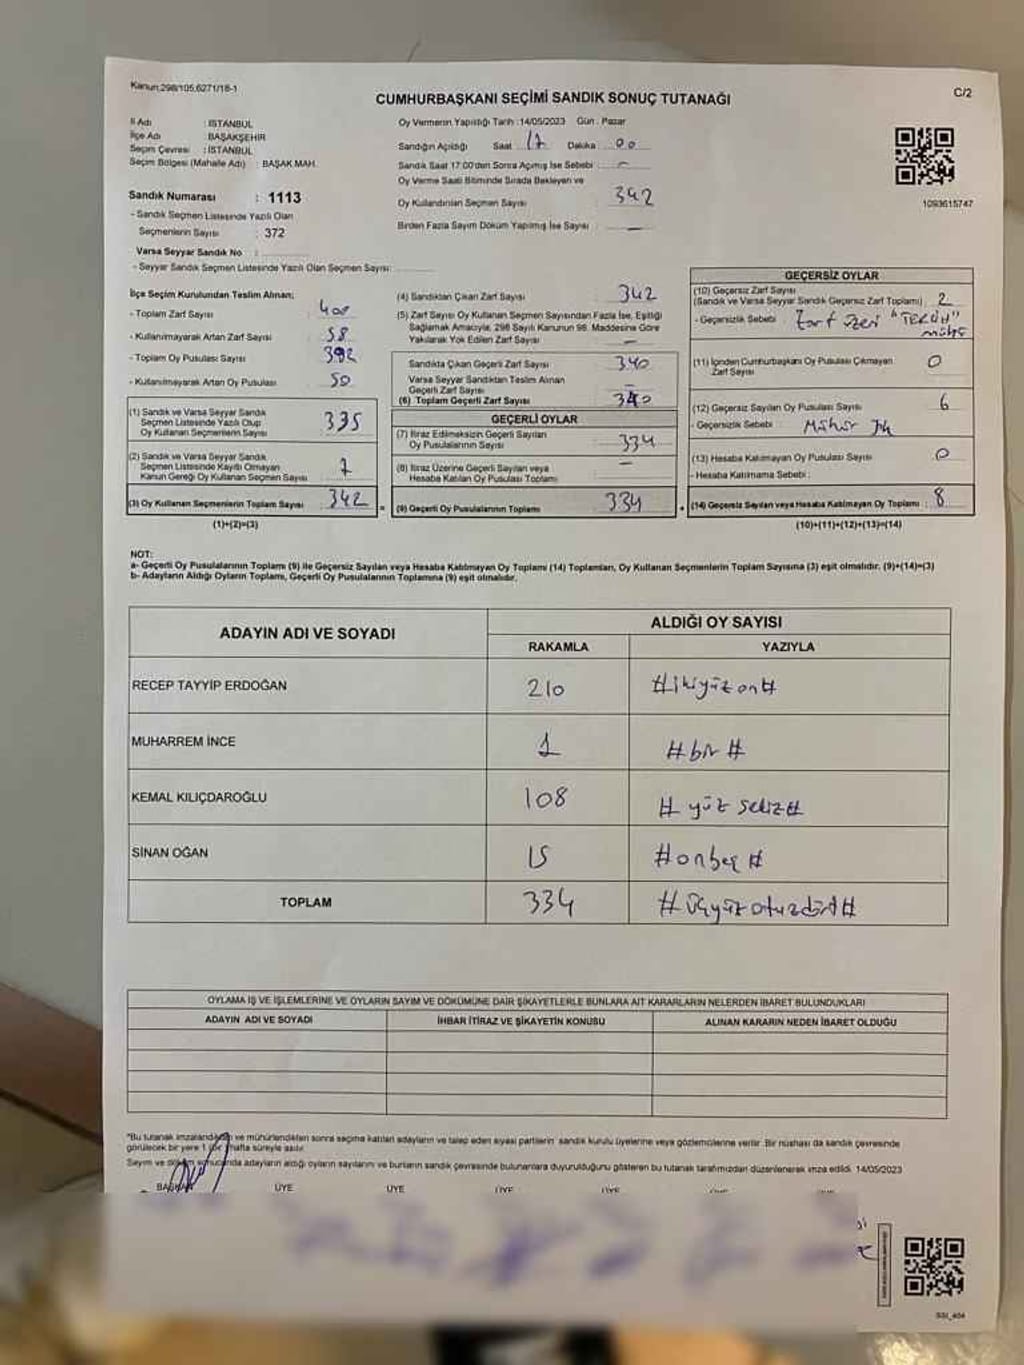 Kanun;298/105,6271/18-1
CUMHURBAŞKANI SEÇİMİ SANDIK SONUÇ TUTANAĞI
C/2
İl Adı : İSTANBUL
İlçe Adı : BAŞAKŞEHİR
Seçim Çevresi : İSTANBUL
Seçim Bölgesi (Mahalle Adı) : BAŞAK MAH.
Sandık Numarası : 1113
- Sandık Seçmen Listesinde Yazılı Olan
Seçmenlerin Sayısı : 372
Varsa Seyyar Sandık No :
- Seyyar Sandık Seçmen Listesinde Yazılı Olan Seçmen Sayısı:
Oy Vermenin Yapıldığı Tarih :14/05/2023 Gün : Pazar
Sandığın Açıldığı Saat 17 Dakika 00
Sandık Saat 17:00'den Sonra Açımış İse Sebebi : -
Oy Verme Saati Bitiminde Sırada Bekleyen ve
Oy Kullandırılan Seçmen Sayısı 342
Birden Fazla Sayım Döküm Yapılmış İse Sayısı -
1093615747
İlçe Seçim Kurulundan Teslim Alınan;
- Toplam Zarf Sayısı 400
- Kullanılmayarak Artan Zarf Sayısı 58
- Toplam Oy Pusulası Sayısı 392
- Kullanılmayarak Artan Oy Pusulası 50
(1) Sandık ve Varsa Seyyar Sandık
Seçmen Listesinde Yazılı Olup
Oy Kullanan Seçmenlerin Sayısı 335
(2) Sandık ve Varsa Seyyar Sandık
Seçmen Listesinde Kayıtlı Olmayan
Kanun Gereği Oy Kullanan Seçmen Sayısı 7
(3) Oy Kullanan Seçmenlerin Toplam Sayısı 342 =
(1)+(2)=(3)
(4) Sandıktan Çıkan Zarf Sayısı 342
(5) Zarf Sayısı Oy Kullanan Seçmen Sayısından Fazla İse, Eşitliği
Sağlamak Amacıyla, 298 Sayılı Kanunun 98. Maddesine Göre
Yakılarak Yok Edilen Zarf Sayısı -
Sandıkta Çıkan Geçerli Zarf Sayısı 340
Varsa Seyyar Sandıktan Teslim Alınan
Geçerli Zarf Sayısı -
(6) Toplam Geçerli Zarf Sayısı 340
GEÇERLİ OYLAR
(7) İtiraz Edilmeksizin Geçerli Sayılan
Oy Pusulalarının Sayısı 334
(8) İtiraz Üzerine Geçerli Sayılan veya
Hesaba Katılan Oy Pusulası Toplamı -
(9) Geçerli Oy Pusulalarının Toplamı 334 +
GEÇERSİZ OYLAR
(10) Geçersiz Zarf Sayısı
(Sandık ve Varsa Seyyar Sandık Geçersiz Zarf Toplamı) 2
- Geçersizlik Sebebi Zarf üzeri "TERCİH"
mührü
(11) İçinden Cumhurbaşkanı Oy Pusulası Çıkmayan
Zarf Sayısı 0
(12) Geçersiz Sayılan Oy Pusulası Sayısı 6
- Geçersizlik Sebebi Mühür
(13) Hesaba Katılmayan Oy Pusulası Sayısı 0
- Hesaba Katılmama Sebebi :
(14) Geçersiz Sayılan veya Hesaba Katılmayan Oy Toplamı : 8
(10)+(11)+(12)+(13)=(14)
NOT:
a- Geçerli Oy Pusulalarının Toplamı (9) ile Geçersiz Sayılan veya Hesaba Katılmayan Oy Toplamı (14) Toplamları, Oy Kullanan Seçmenlerin Toplam Sayısına (3) eşit olmalıdır. (9)+(14)=(3)
b- Adayların Aldığı Oyların Toplamı, Geçerli Oy Pusulalarının Toplamına (9) eşit olmalıdır.
ADAYIN ADI VE SOYADI
ALDIĞI OY SAYISI
RAKAMLA YAZIYLA
RECEP TAYYİP ERDOĞAN 210 #ikiyüzon#
MUHARREM İNCE 1 #bir#
KEMAL KILIÇDAROĞLU 108 # yüz sekiz#
SİNAN OĞAN 15 #onbeş#
TOPLAM 334 #üçyüzotuzdört#
OYLAMA İŞ VE İŞLEMLERİNE VE OYLARIN SAYIM VE DÖKÜMÜNE DAİR ŞİKAYETLERLE BUNLARA AİT KARARLARIN NELERDEN İBARET BULUNDUKLARI
ADAYIN ADI VE SOYADI İHBAR İTİRAZ VE ŞİKAYETİN KONUSU ALINAN KARARIN NEDEN İBARET OLDUĞU
*Bu tutanak imzalandıktan ve mühürlendikten sonra seçime katılan adayların ve talep eden siyasi partilerin sandık kurulu üyelerine veya gözlemcilerine verilir. Bir nüshası da sandık çevresinde
görülecek bir yere 1 hafta süreyle asılır.
Sayım ve döküm sonucunda adayların aldığı oyların sayılarını ve bunların sandık çevresinde bulunanlara duyurulduğunu gösteren bu tutanak tarafımızdan düzenlenerek imza edildi. 14/05/2023
BAŞKAN ÜYE ÜYE ÜYE ÜYE
SSI_404